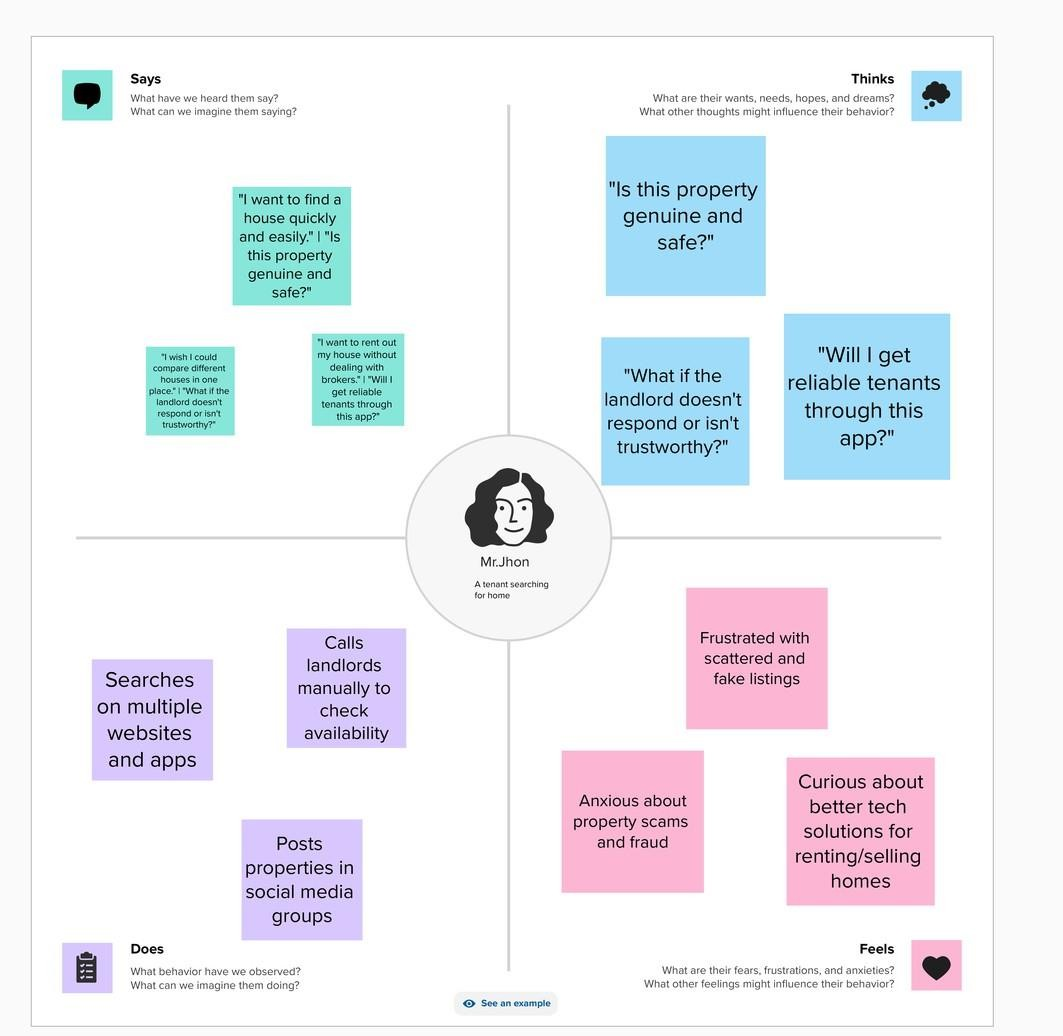 Says
What have we heard them say?
What can we imagine them saying?
Thinks
What are their wants, needs, hopes, and dreams?
What other thoughts might influence their behavior?
"I want to find a
house quickly
and easily." | "Is
this property
genuine and
safe?"
"I wish I could
compare different
houses in one
place." | "What if the
landlord doesn't
respond or isn't
trustworthy?"
"I want to rent out
my house without
dealing with
brokers." | "Will I
get reliable
tenants through
this app?"
"Is this property
genuine and
safe?"
"What if the
landlord doesn't
respond or isn't
trustworthy?"
"Will I get
reliable tenants
through this
app?"
Mr.Jhon
A tenant searching
for home
Searches
on multiple
websites
and apps
Calls
landlords
manually to
check
availability
Posts
properties in
social media
groups
Frustrated with
scattered and
fake listings
Anxious about
property scams
and fraud
Curious about
better tech
solutions for
renting/selling
homes
Does
What behavior have we observed?
What can we imagine them doing?
Feels
What are their fears, frustrations, and anxieties?
What other feelings might influence their behavior?
See an example